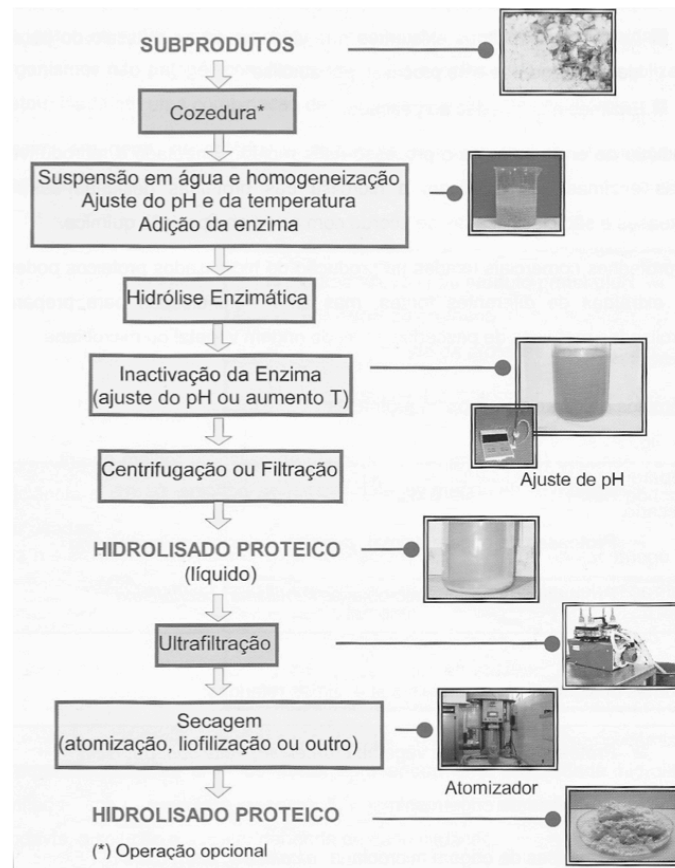 SUBPRODUTOS
Cozedura*
Suspensão em água e homogeneização
Ajuste do pH e da temperatura
Adição da enzima
Hidrólise Enzimática
Inactivação da Enzima
(ajuste do pH ou aumento T)
Centrifugação ou Filtração
Ajuste de pH
HIDROLISADO PROTEICO
(líquido)
Ultrafiltração
Secagem
(atomização, liofilização ou outro)
Atomizador
HIDROLISADO PROTEICO
(*) Operação opcional